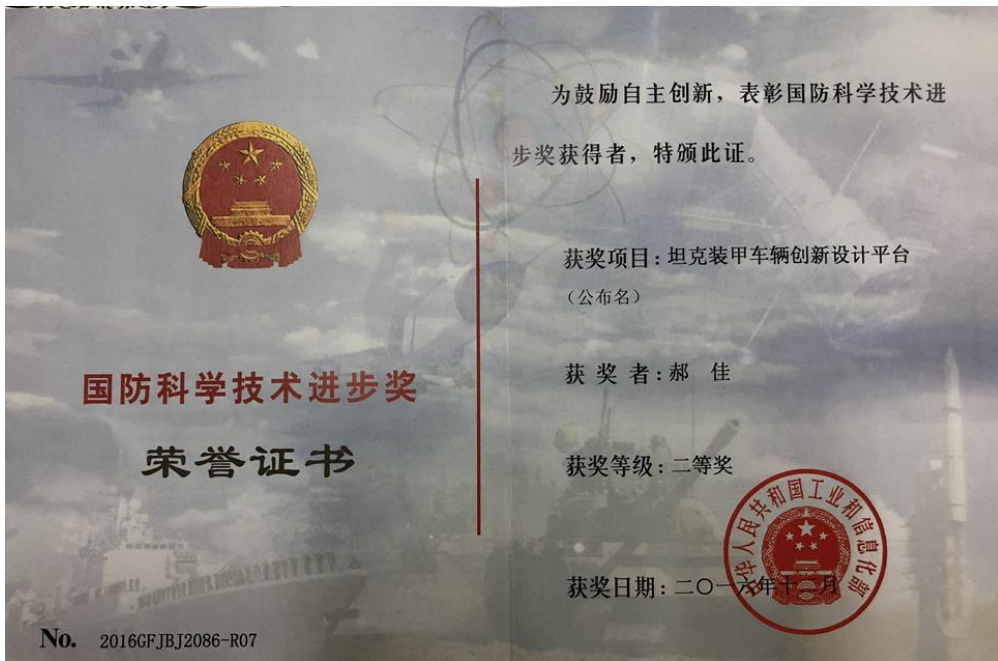 国防科学技术进步奖
荣誉证书
No. 2016GFJBJ2086-R07
为鼓励自主创新，表彰国防科学技术进
步奖获得者，特颁此证。
获奖项目：坦克装甲车辆创新设计平台
（公布名）
获 奖 者：郝 佳
获奖等级：二等奖
获奖日期：二〇一六年十二月
中华人民共和国工业和信息化部